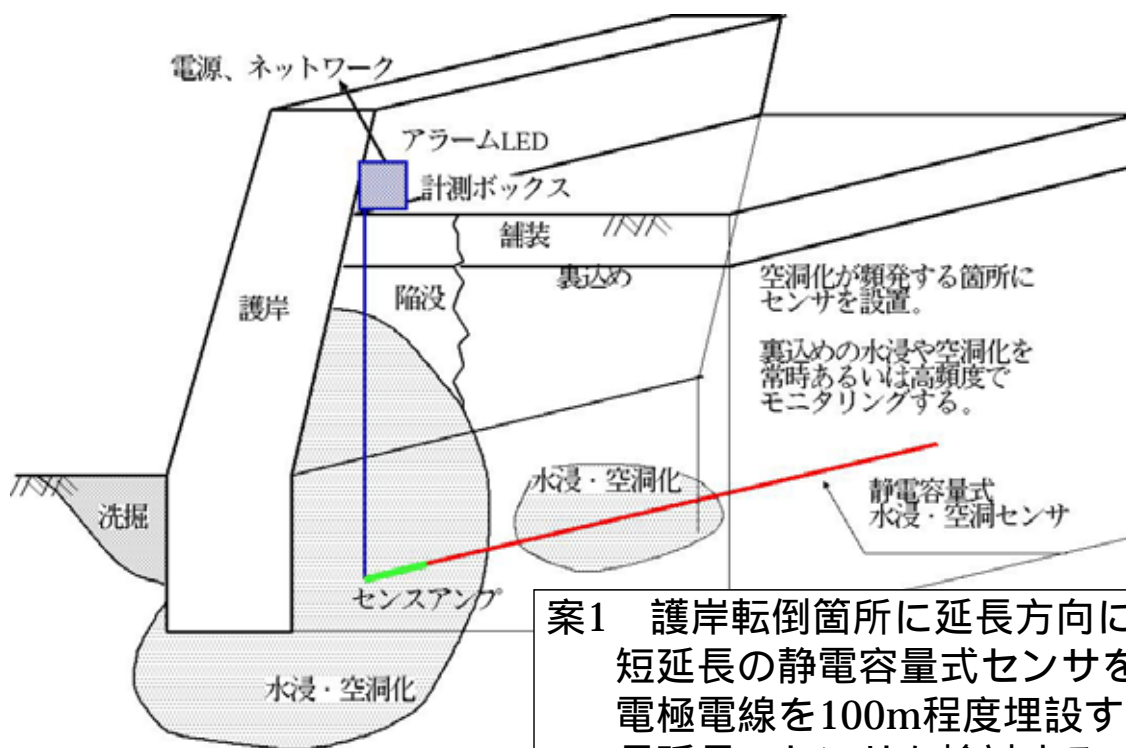 電源、ネットワーク
アラームLED
計測ボックス
舗装
裏込め
陥没
護岸
空洞化が頻発する箇所に
センサを設置。
裏込めの水浸や空洞化を
常時あるいは高頻度で
モニタリングする。
水浸・空洞化
静電容量式
水浸・空洞センサ
洗掘
センスアンプ
水浸・空洞化
案1　護岸転倒箇所に延長方向に
短延長の静電容量式センサを
電極電線を100m程度埋設す